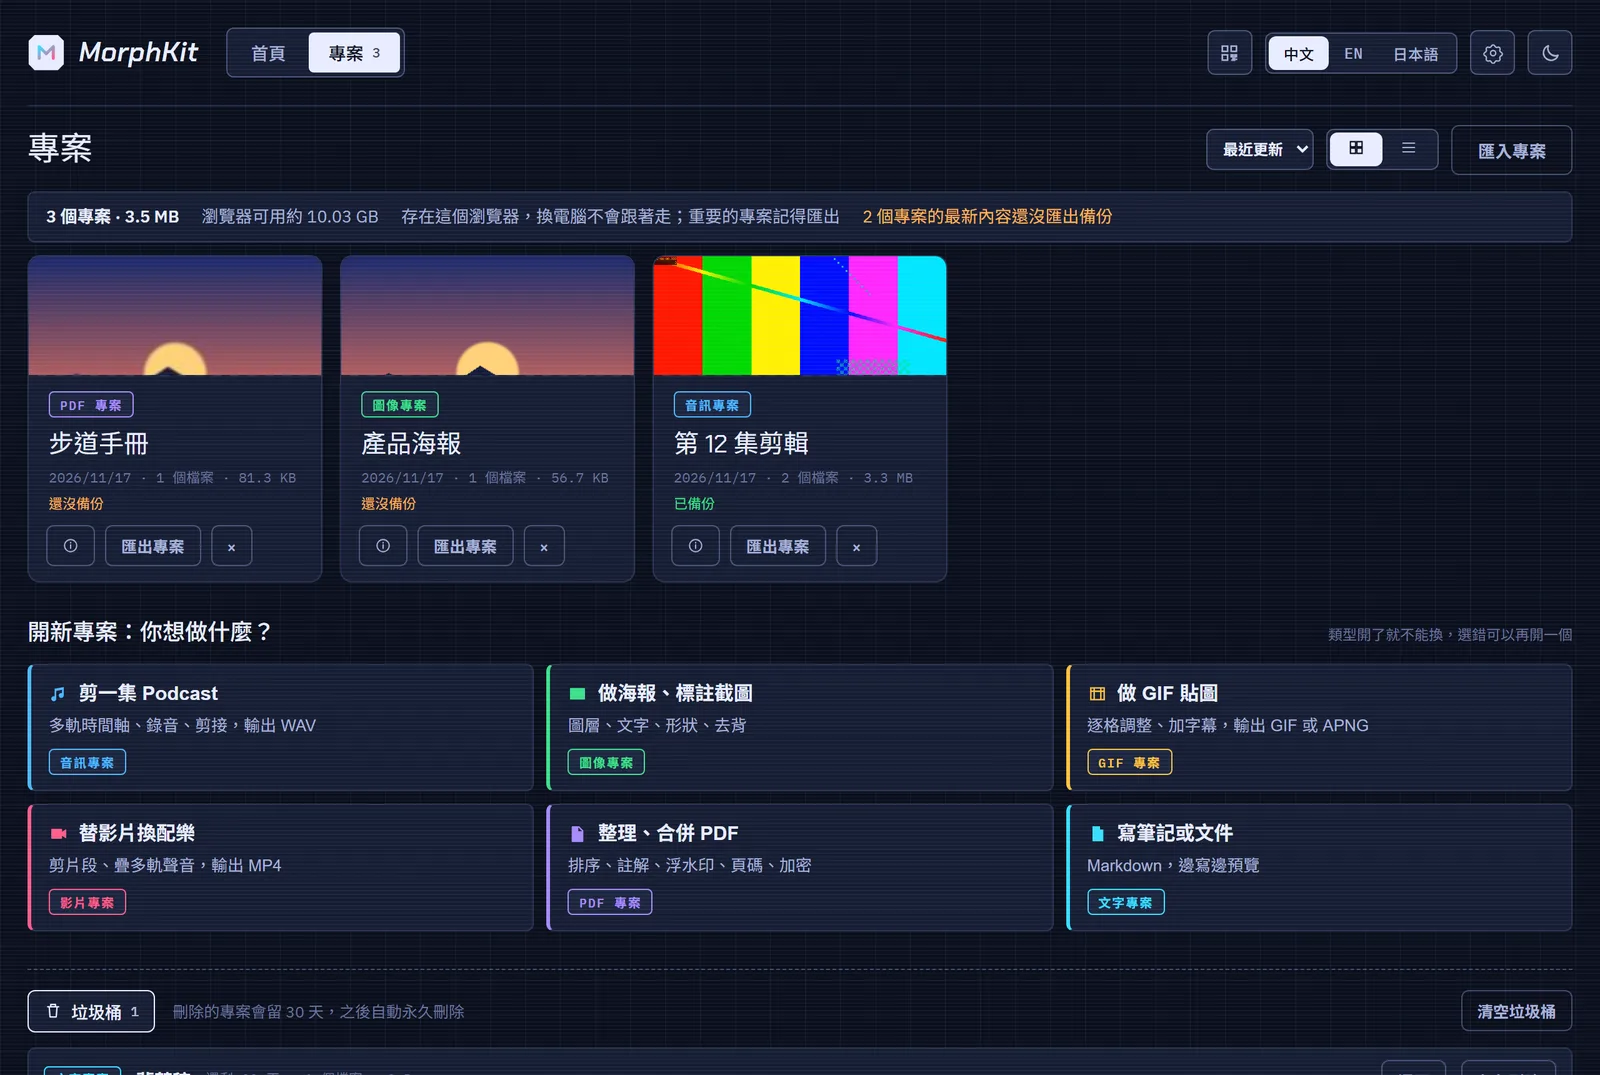 MorphKit
首頁
專案 3
中文
EN
日本語
專案
最近更新
匯入專案
3 個專案 · 3.5 MB
瀏覽器可用約 10.03 GB
存在這個瀏覽器，換電腦不會跟著走；重要的專案記得匯出
2 個專案的最新內容還沒匯出備份
PDF 專案
步道手冊
2026/11/17 · 1 個檔案 · 81.3 KB
還沒備份
匯出專案
×
圖像專案
產品海報
2026/11/17 · 1 個檔案 · 56.7 KB
還沒備份
匯出專案
×
音訊專案
第 12 集剪輯
2026/11/17 · 2 個檔案 · 3.3 MB
已備份
匯出專案
×
開新專案：你想做什麼？
類型開了就不能換，選錯可以再開一個
剪一集 Podcast
多軌時間軸、錄音、剪接，輸出 WAV
音訊專案
做海報、標註截圖
圖層、文字、形狀、去背
圖像專案
做 GIF 貼圖
逐格調整、加字幕，輸出 GIF 或 APNG
GIF 專案
替影片換配樂
剪片段、疊多軌聲音，輸出 MP4
影片專案
整理、合併 PDF
排序、註解、浮水印、頁碼、加密
PDF 專案
寫筆記或文件
Markdown，邊寫邊預覽
文字專案
垃圾桶 1
刪除的專案會留 30 天，之後自動永久刪除
清空垃圾桶